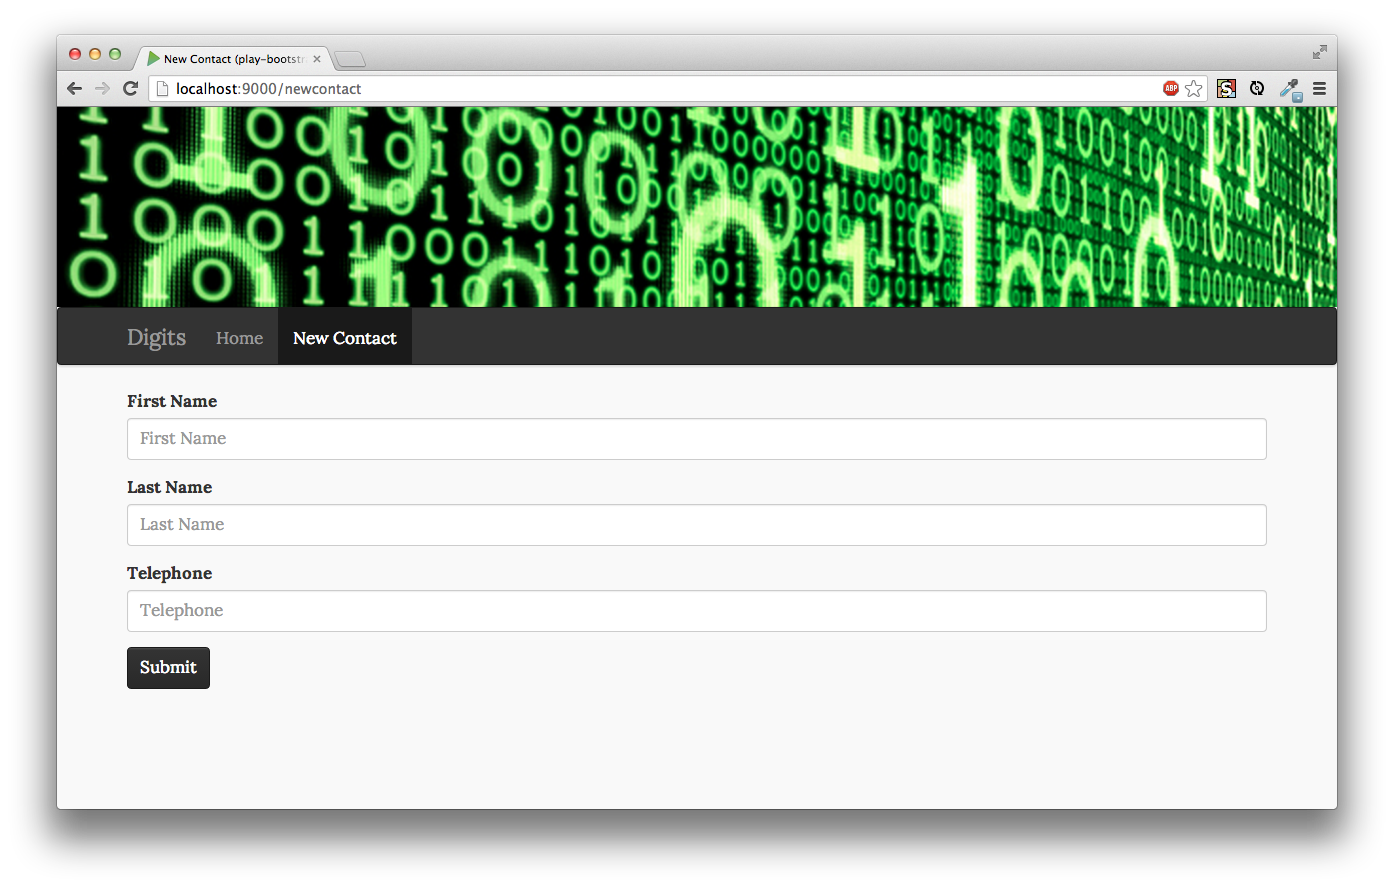 New Contact (play-bootstr
localhost:9000/newcontact
ABP
S
Digits Home New Contact
First Name
First Name
Last Name
Last Name
Telephone
Telephone
Submit